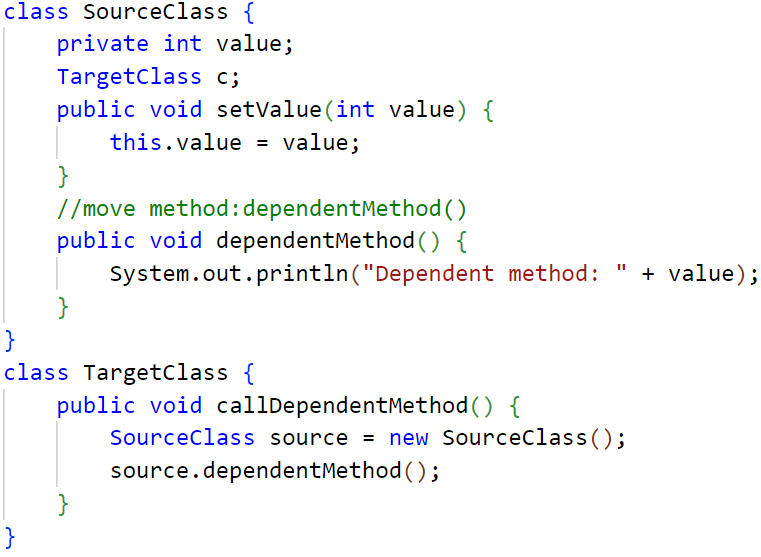 class SourceClass {
    private int value;
    TargetClass c;
    public void setValue(int value) {
        this.value = value;
    }
    //move method:dependentMethod()
    public void dependentMethod() {
        System.out.println("Dependent method: " + value);
    }
}
class TargetClass {
    public void callDependentMethod() {
        SourceClass source = new SourceClass();
        source.dependentMethod();
    }
}